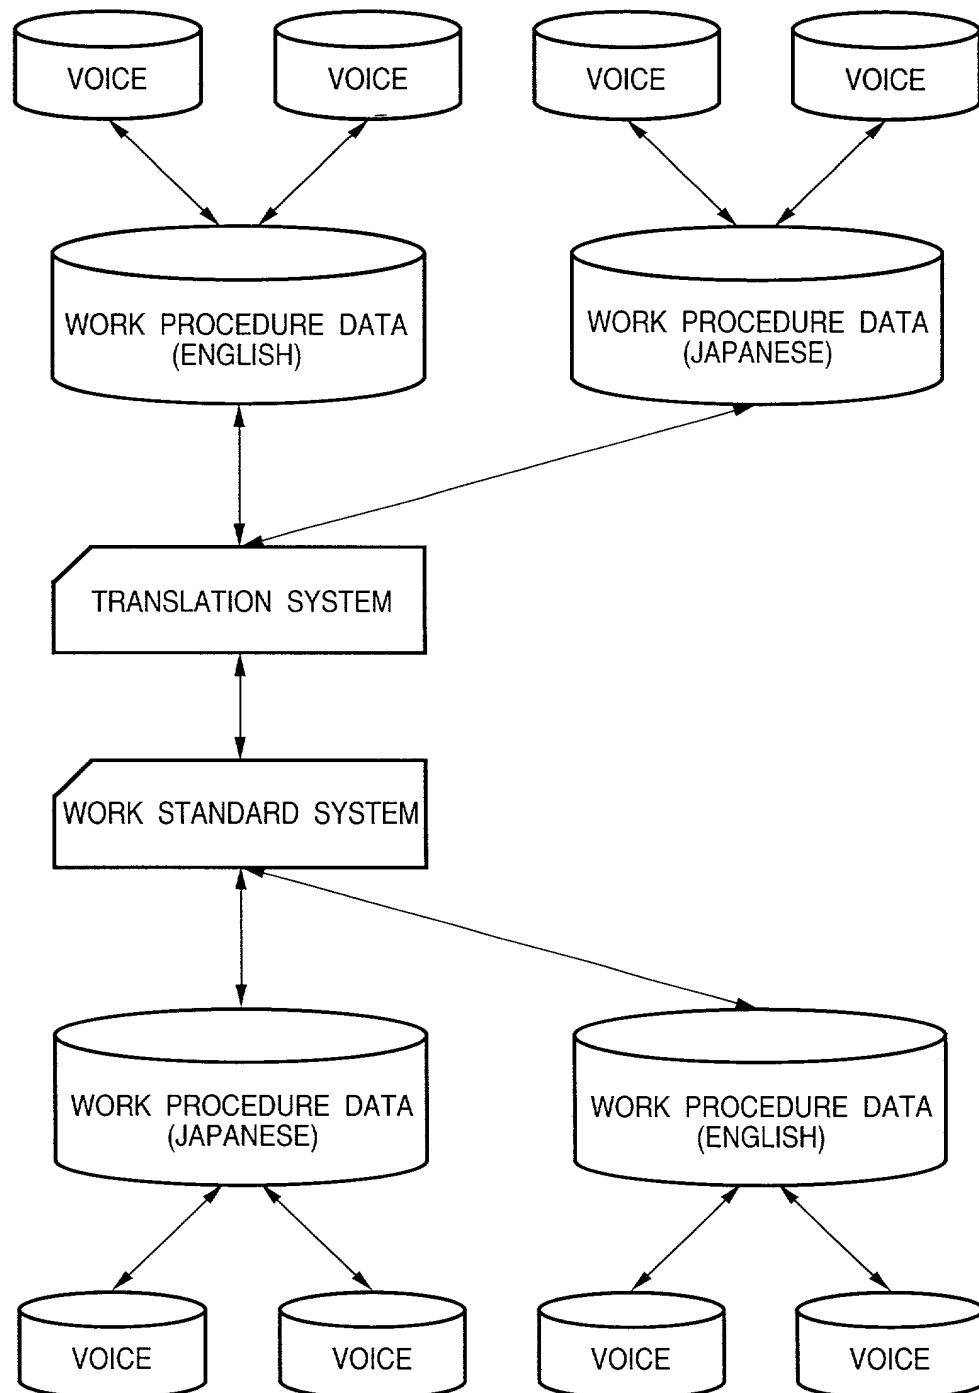 VOICE
VOICE
VOICE
VOICE
WORK PROCEDURE DATA
(ENGLISH)
WORK PROCEDURE DATA
(JAPANESE)
TRANSLATION SYSTEM
WORK STANDARD SYSTEM
WORK PROCEDURE DATA
(JAPANESE)
WORK PROCEDURE DATA
(ENGLISH)
VOICE
VOICE
VOICE
VOICE